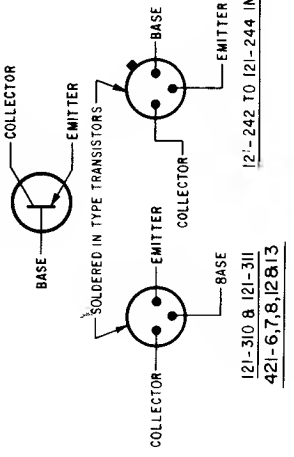 COLLECTOR
BASE
EMITTER
SOLDERED IN TYPE TRANSISTORS
COLLECTOR
EMITTER
BASE
121-310 & 121-311
421-6,7,8,12&13
BASE
COLLECTOR
EMITTER
121-242 TO 121-244